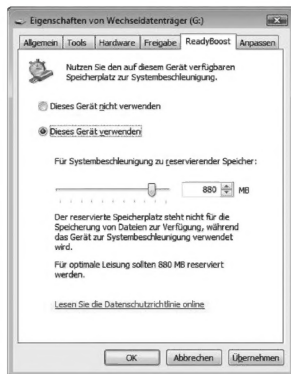 Eigenschaften von Wechseldatenträger (G:)
Allgemein Tools Hardware Freigabe ReadyBoost Anpassen
Nutzen Sie den auf diesem Gerät verfügbaren
Speicherplatz zur Systembeschleunigung.
Dieses Gerät nicht verwenden
Dieses Gerät verwenden
Für Systembeschleunigung zu reservierender Speicher:
880 MB
Der reservierte Speicherplatz steht nicht für die
Speicherung von Dateien zur Verfügung, während
das Gerät zur Systembeschleunigung verwendet
wird.
Für optimale Leisung sollten 880 MB reserviert
werden.
Lesen Sie die Datenschutzrichtlinie online
OK Abbrechen Übernehmen